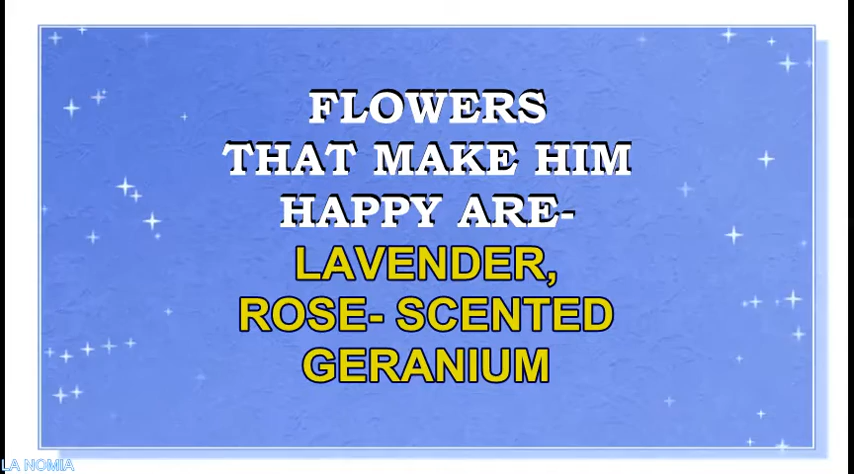 FLOWERS
THAT MAKE HIM
HAPPY ARE-
LAVENDER,
ROSE- SCENTED
GERANIUM
LA NOMIA